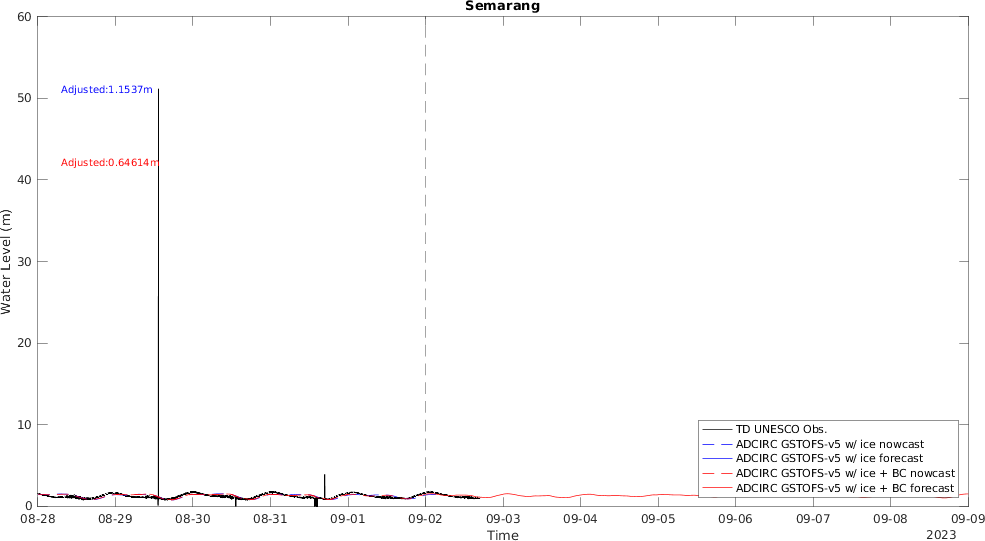 Semarang
60
50
40
30
20
10
0
Water Level (m)
Adjusted:1.1537m
Adjusted:0.64614m
TD UNESCO Obs.
ADCIRC GSTOFS-v5 w/ ice nowcast
ADCIRC GSTOFS-v5 w/ ice forecast
ADCIRC GSTOFS-v5 w/ ice + BC nowcast
ADCIRC GSTOFS-v5 w/ ice + BC forecast
08-28 08-29 08-30 08-31 09-01 09-02 09-03 09-04 09-05 09-06 09-07 09-08 09-09
Time
2023